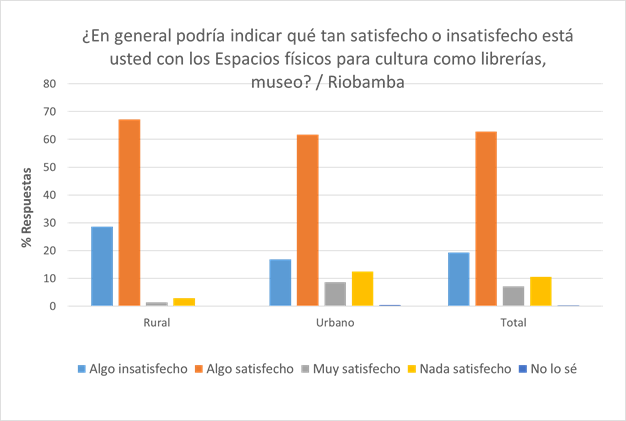 ¿En general podría indicar qué tan satisfecho o insatisfecho está
usted con los Espacios físicos para cultura como librerías,
museo? / Riobamba
80
70
60
50
40
30
20
10
0
% Respuestas
Rural Urbano Total
Algo insatisfecho Algo satisfecho Muy satisfecho Nada satisfecho No lo sé